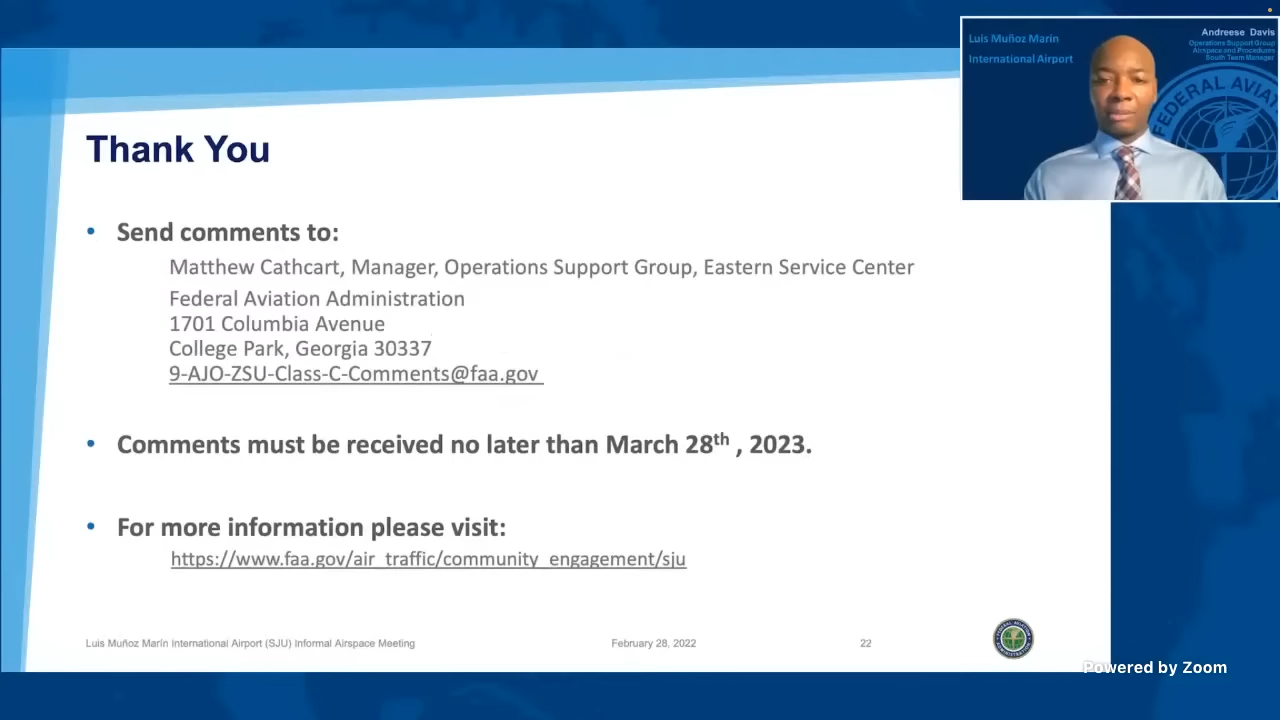 Luis Muñoz Marín
International Airport
Andreese Davis
Operations Support Group
Airspace and Procedures
South Team Manager
FEDERAL AVIAT
Thank You
• Send comments to:
Matthew Cathcart, Manager, Operations Support Group, Eastern Service Center
Federal Aviation Administration
1701 Columbia Avenue
College Park, Georgia 30337
9-AJO-ZSU-Class-C-Comments@faa.gov
• Comments must be received no later than March 28th , 2023.
• For more information please visit:
https://www.faa.gov/air_traffic/community_engagement/sju
Luis Muñoz Marín International Airport (SJU) Informal Airspace Meeting
February 28, 2022
22
Powered by Zoom